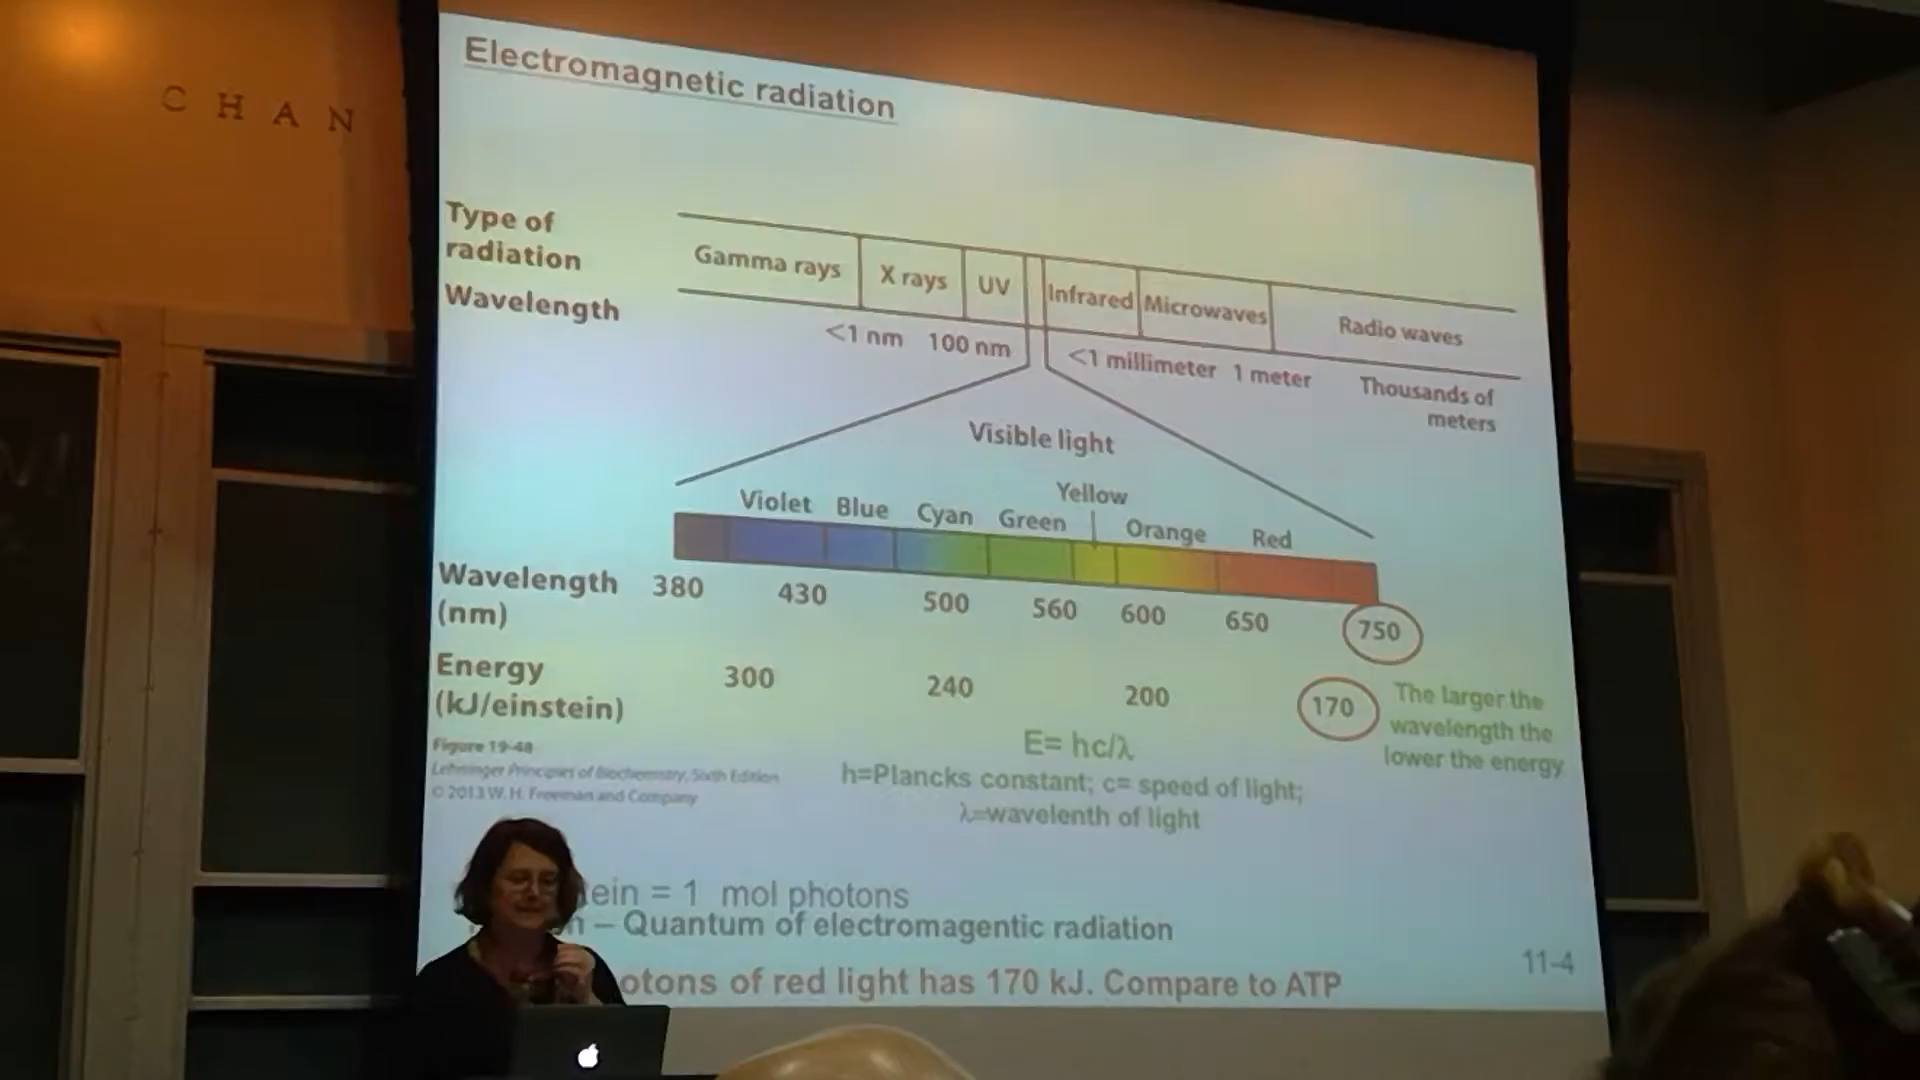 CHAN
Electromagnetic radiation
Type of
radiation
Gamma rays X rays UV Infrared Microwaves Radio waves
Wavelength
<1 nm 100 nm <1 millimeter 1 meter Thousands of
meters
Visible light
Violet Blue Cyan Green Yellow Orange Red
Wavelength
(nm)
380 430 500 560 600 650 750
Energy
(kJ/einstein)
300 240 200 170
The larger the
wavelength the
lower the energy
E= hc/λ
h=Plancks constant; c= speed of light;
λ=wavelenth of light
Figure 19-48
Lehninger Principles of Biochemistry, Sixth Edition
© 2013 W. H. Freeman and Company
ein = 1 mol photons
n – Quantum of electromagentic radiation
otons of red light has 170 kJ. Compare to ATP
11-4